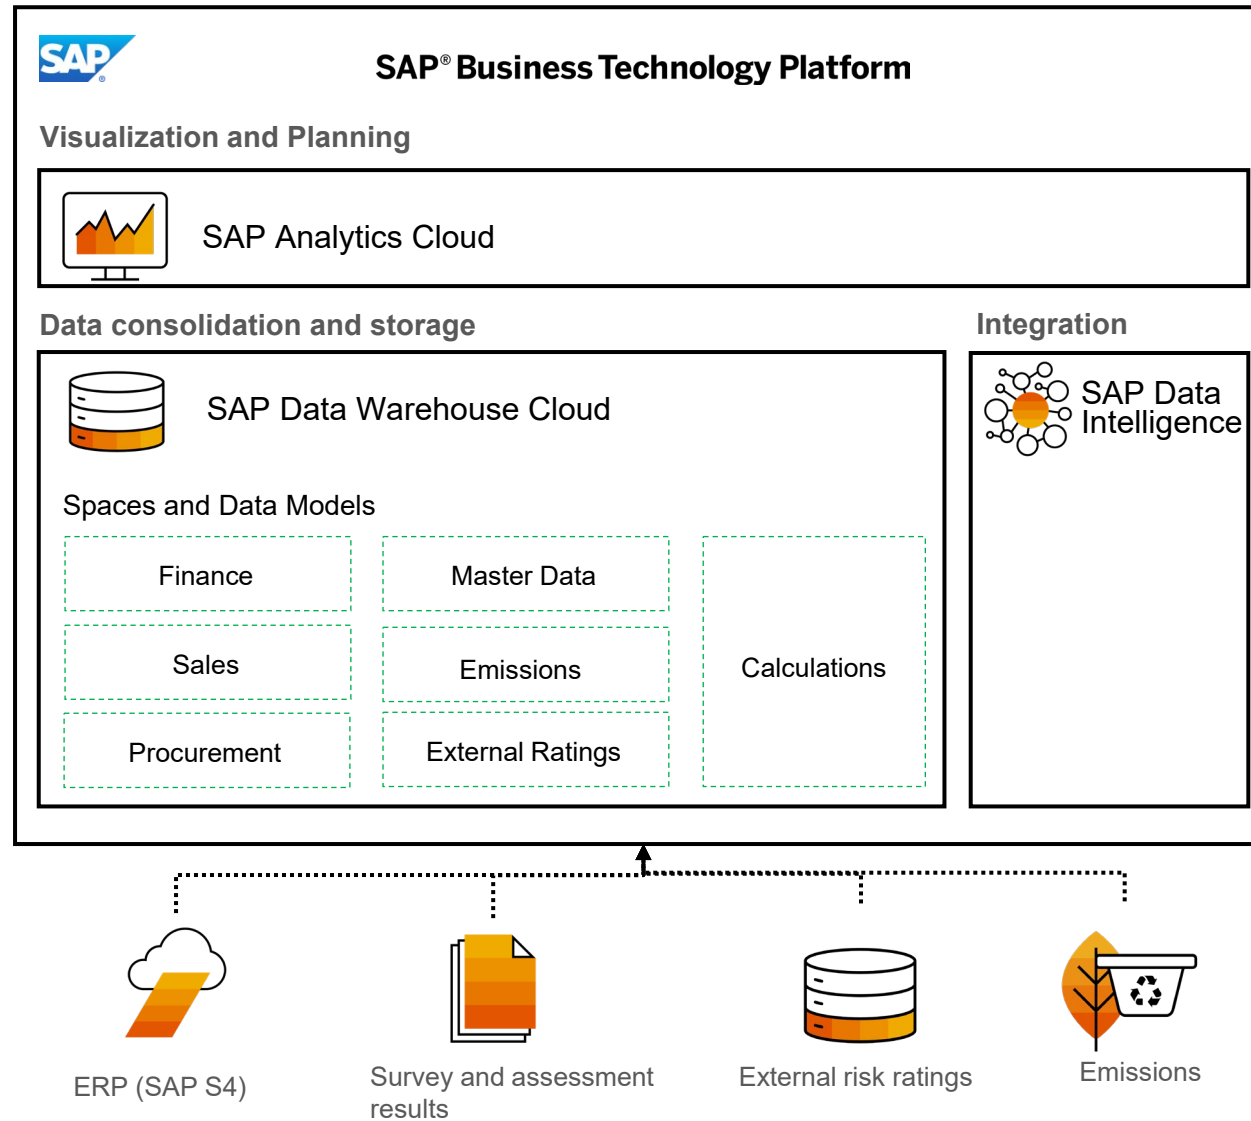 SAP®
SAP® Business Technology Platform
Visualization and Planning
SAP Analytics Cloud
Data consolidation and storage
Integration
SAP Data Warehouse Cloud
SAP Data
Intelligence
Spaces and Data Models
Finance
Master Data
Sales
Emissions
Calculations
Procurement
External Ratings
ERP (SAP S4)
Survey and assessment
results
External risk ratings
Emissions